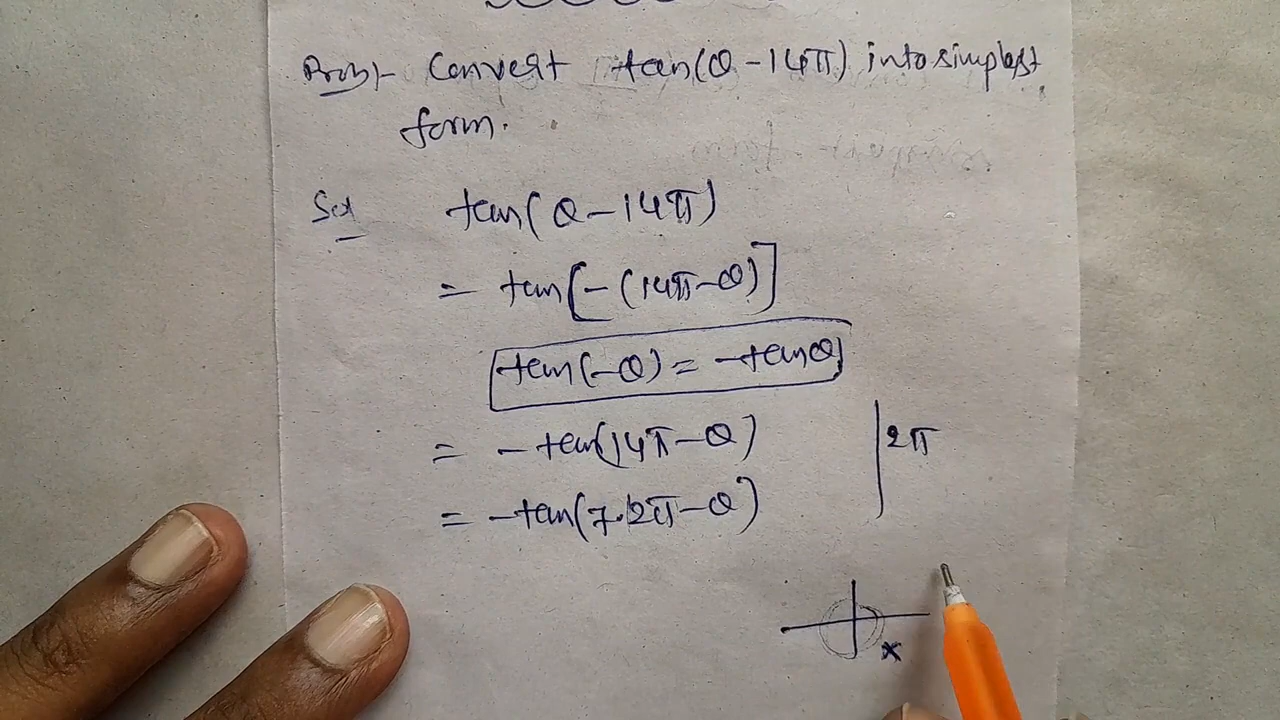 Prob:- Convert tan(θ-14π) into simplest
form.
Sol tan(θ-14π)
= tan[-(14π-θ)]
tan(-θ) = -tanθ
= -tan(14π-θ)
2π
= -tan(7.2π-θ)
x